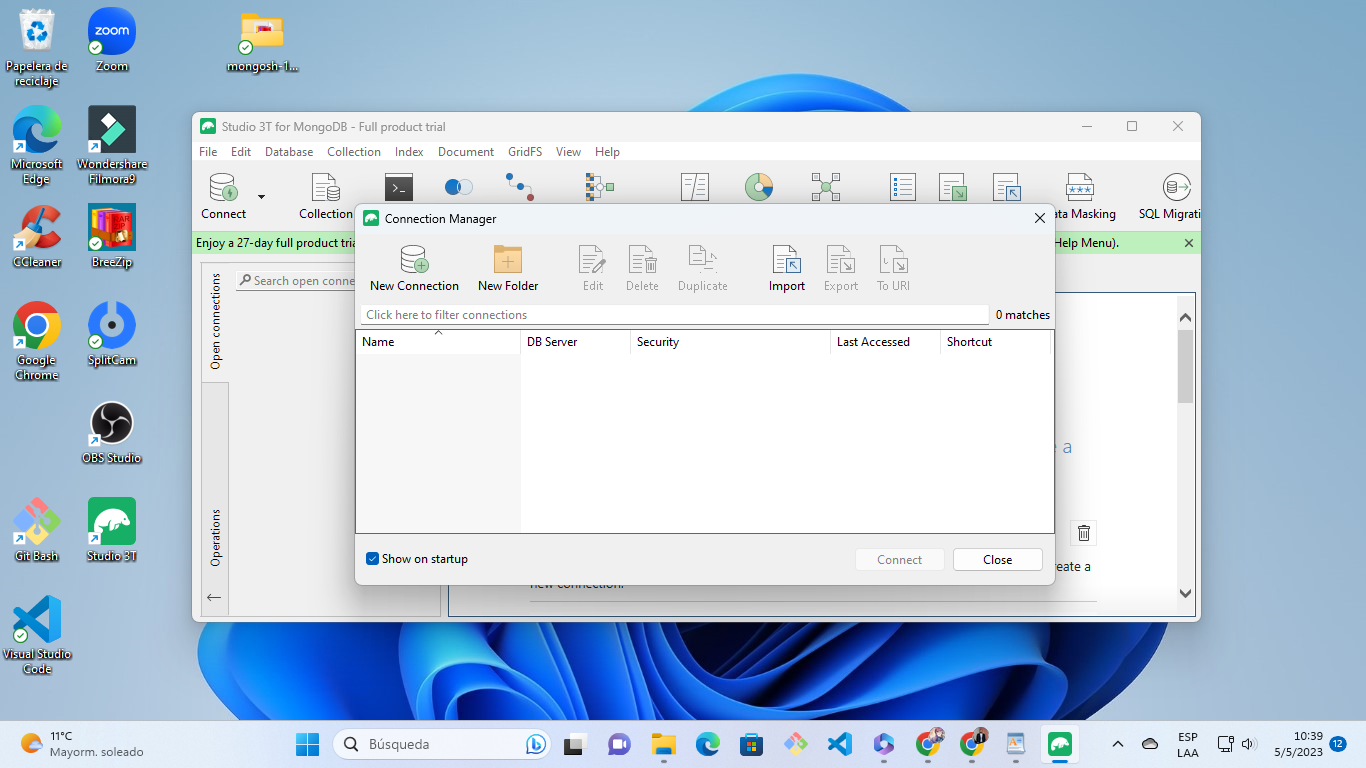 Papelera de
reciclaje
zoom
Zoom
mongosh-1...
Microsoft
Edge
Wondershare
Filmora9
CCleaner
BreeZip
Google
Chrome
SplitCam
OBS Studio
Git Bash
Studio 3T
Visual Studio
Code
Studio 3T for MongoDB - Full product trial
File Edit Database Collection Index Document GridFS View Help
Connect Collection ata Masking SQL Migrati
Enjoy a 27-day full product tria Help Menu).
Open connections
Search open conne
Operations
Connection Manager
New Connection New Folder Edit Delete Duplicate Import Export To URI
Click here to filter connections 0 matches
Name DB Server Security Last Accessed Shortcut
e a
reate a
new connection.
Show on startup Connect Close
11°C
Mayorm. soleado
Búsqueda
ESP
LAA
10:39
5/5/2023
12